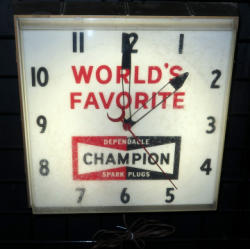 11 12 1
10 2
WORLD'S
FAVORITE
9 3
DEPENDABLE
CHAMPION
SPARK PLUGS
8 4
7 6 5